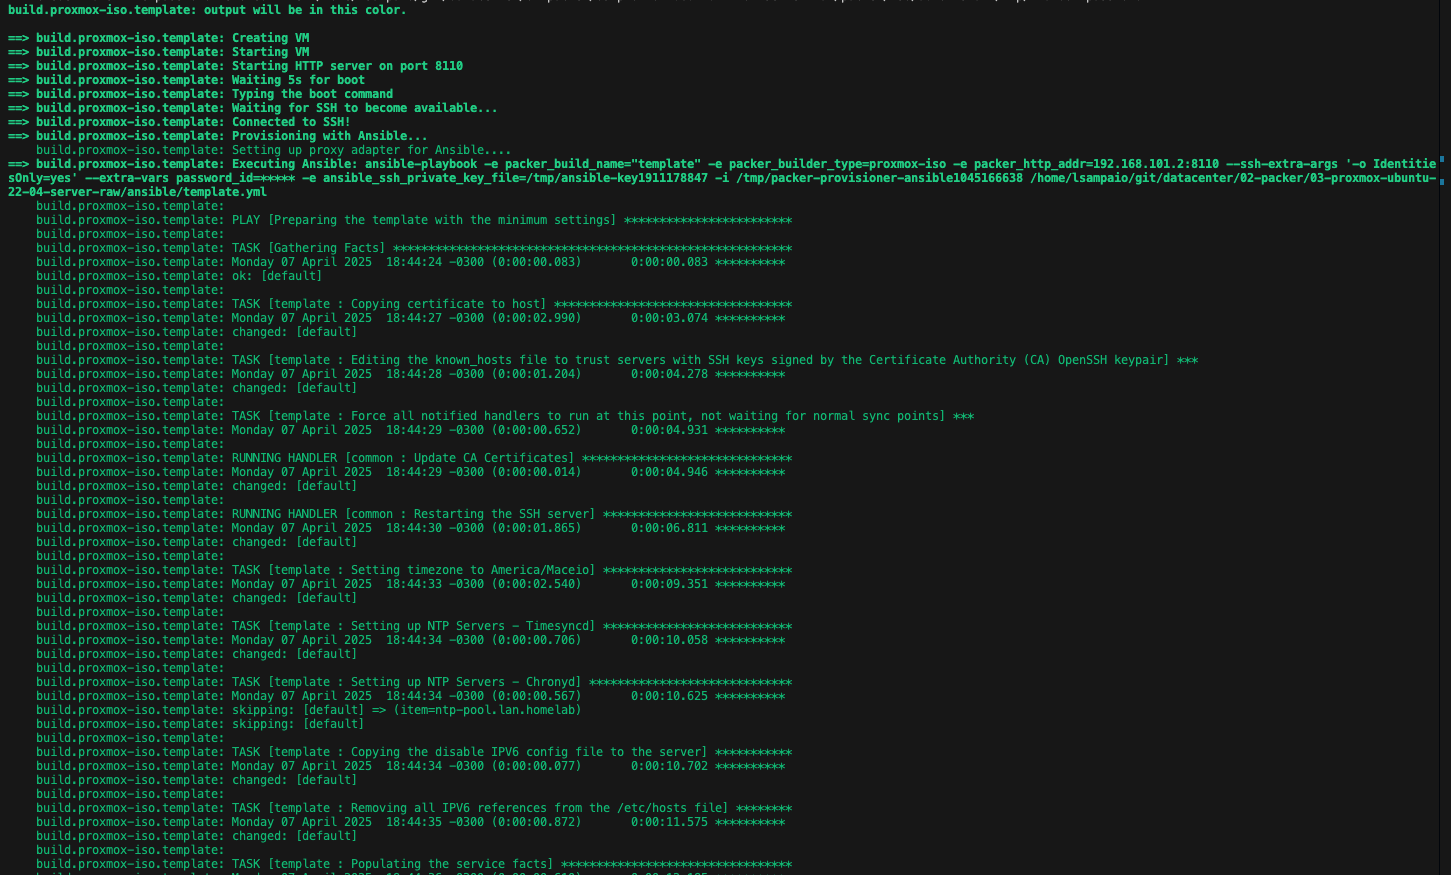 build.proxmox-iso.template: output will be in this color.
==> build.proxmox-iso.template: Creating VM
==> build.proxmox-iso.template: Starting VM
==> build.proxmox-iso.template: Starting HTTP server on port 8110
==> build.proxmox-iso.template: Waiting 5s for boot
==> build.proxmox-iso.template: Typing the boot command
==> build.proxmox-iso.template: Waiting for SSH to become available...
==> build.proxmox-iso.template: Connected to SSH!
==> build.proxmox-iso.template: Provisioning with Ansible...
build.proxmox-iso.template: Setting up proxy adapter for Ansible....
==> build.proxmox-iso.template: Executing Ansible: ansible-playbook -e packer_build_name="template" -e packer_builder_type=proxmox-iso -e packer_http_addr=192.168.101.2:8110 --ssh-extra-args '-o Identitie
sOnly=yes' --extra-vars password_id=***** -e ansible_ssh_private_key_file=/tmp/ansible-key1911178847 -i /tmp/packer-provisioner-ansible1045166638 /home/lsampaio/git/datacenter/02-packer/03-proxmox-ubuntu-
22-04-server-raw/ansible/template.yml
build.proxmox-iso.template:
build.proxmox-iso.template: PLAY [Preparing the template with the minimum settings] ************************
build.proxmox-iso.template:
build.proxmox-iso.template: TASK [Gathering Facts] *********************************************************
build.proxmox-iso.template: Monday 07 April 2025  18:44:24 -0300 (0:00:00.083)       0:00:00.083 **********
build.proxmox-iso.template: ok: [default]
build.proxmox-iso.template:
build.proxmox-iso.template: TASK [template : Copying certificate to host] **********************************
build.proxmox-iso.template: Monday 07 April 2025  18:44:27 -0300 (0:00:02.990)       0:00:03.074 **********
build.proxmox-iso.template: changed: [default]
build.proxmox-iso.template:
build.proxmox-iso.template: TASK [template : Editing the known_hosts file to trust servers with SSH keys signed by the Certificate Authority (CA) OpenSSH keypair] ***
build.proxmox-iso.template: Monday 07 April 2025  18:44:28 -0300 (0:00:01.204)       0:00:04.278 **********
build.proxmox-iso.template: changed: [default]
build.proxmox-iso.template:
build.proxmox-iso.template: TASK [template : Force all notified handlers to run at this point, not waiting for normal sync points] ***
build.proxmox-iso.template: Monday 07 April 2025  18:44:29 -0300 (0:00:00.652)       0:00:04.931 **********
build.proxmox-iso.template:
build.proxmox-iso.template: RUNNING HANDLER [common : Update CA Certificates] ******************************
build.proxmox-iso.template: Monday 07 April 2025  18:44:29 -0300 (0:00:00.014)       0:00:04.946 **********
build.proxmox-iso.template: changed: [default]
build.proxmox-iso.template:
build.proxmox-iso.template: RUNNING HANDLER [common : Restarting the SSH server] ***************************
build.proxmox-iso.template: Monday 07 April 2025  18:44:30 -0300 (0:00:01.865)       0:00:06.811 **********
build.proxmox-iso.template: changed: [default]
build.proxmox-iso.template:
build.proxmox-iso.template: TASK [template : Setting timezone to America/Maceio] ***************************
build.proxmox-iso.template: Monday 07 April 2025  18:44:33 -0300 (0:00:02.540)       0:00:09.351 **********
build.proxmox-iso.template: changed: [default]
build.proxmox-iso.template:
build.proxmox-iso.template: TASK [template : Setting up NTP Servers - Timesyncd] ***************************
build.proxmox-iso.template: Monday 07 April 2025  18:44:34 -0300 (0:00:00.706)       0:00:10.058 **********
build.proxmox-iso.template: changed: [default]
build.proxmox-iso.template:
build.proxmox-iso.template: TASK [template : Setting up NTP Servers - Chronyd] *****************************
build.proxmox-iso.template: Monday 07 April 2025  18:44:34 -0300 (0:00:00.567)       0:00:10.625 **********
build.proxmox-iso.template: skipping: [default] => (item=ntp-pool.lan.homelab)
build.proxmox-iso.template: skipping: [default]
build.proxmox-iso.template:
build.proxmox-iso.template: TASK [template : Copying the disable IPV6 config file to the server] ***********
build.proxmox-iso.template: Monday 07 April 2025  18:44:34 -0300 (0:00:00.077)       0:00:10.702 **********
build.proxmox-iso.template: changed: [default]
build.proxmox-iso.template:
build.proxmox-iso.template: TASK [template : Removing all IPV6 references from the /etc/hosts file] ********
build.proxmox-iso.template: Monday 07 April 2025  18:44:35 -0300 (0:00:00.872)       0:00:11.575 **********
build.proxmox-iso.template: changed: [default]
build.proxmox-iso.template:
build.proxmox-iso.template: TASK [template : Populating the service facts] *********************************